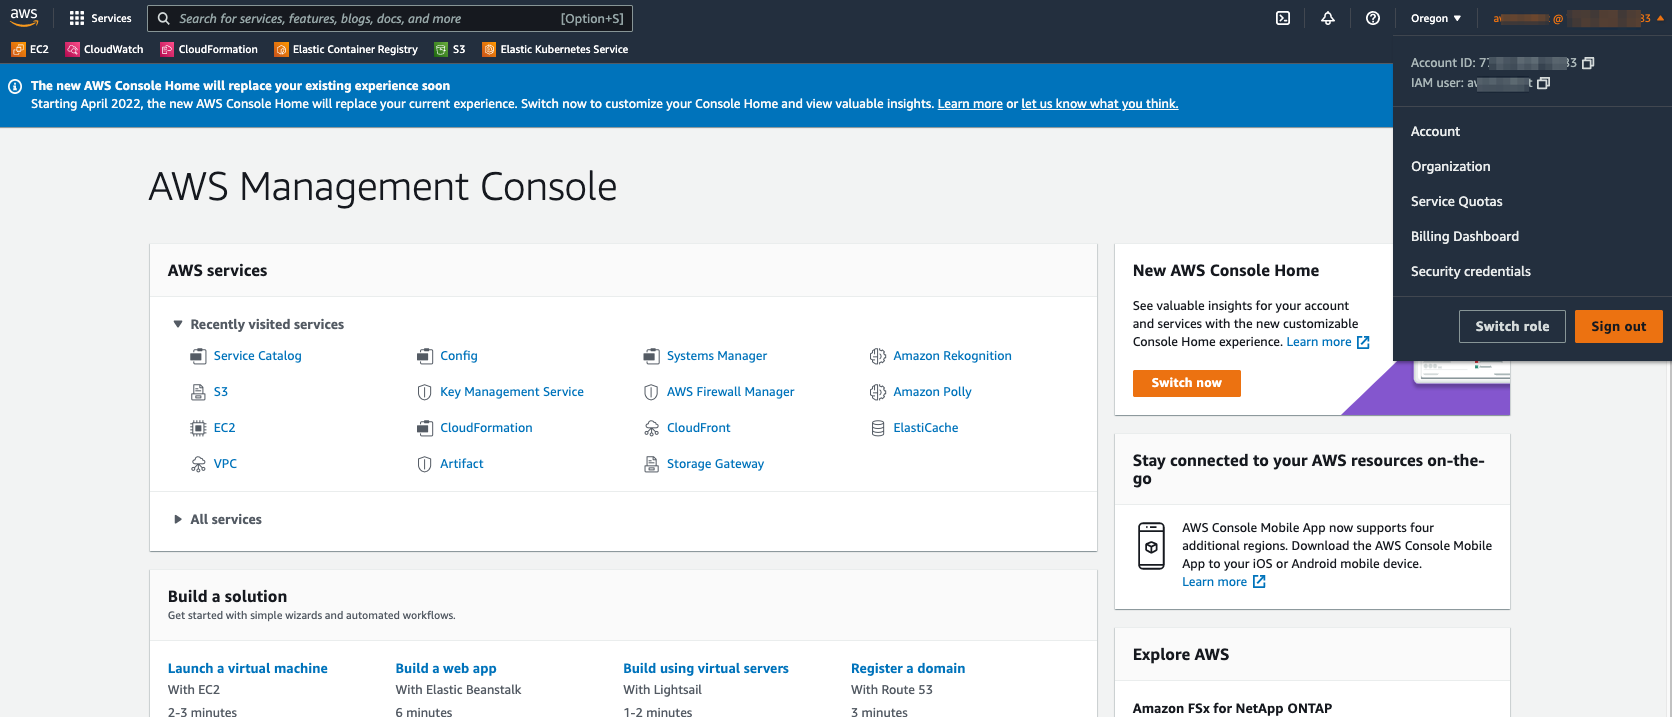 aws
Services
Search for services, features, blogs, docs, and more
[Option+S]
Oregon
EC2
CloudWatch
CloudFormation
Elastic Container Registry
S3
Elastic Kubernetes Service
The new AWS Console Home will replace your existing experience soon
Starting April 2022, the new AWS Console Home will replace your current experience. Switch now to customize your Console Home and view valuable insights. Learn more or let us know what you think.
Account ID:
IAM user:
Account
Organization
Service Quotas
Billing Dashboard
Security credentials
Switch role
Sign out
AWS Management Console
AWS services
Recently visited services
Service Catalog
Config
Systems Manager
Amazon Rekognition
S3
Key Management Service
AWS Firewall Manager
Amazon Polly
EC2
CloudFormation
CloudFront
ElastiCache
VPC
Artifact
Storage Gateway
All services
Build a solution
Get started with simple wizards and automated workflows.
Launch a virtual machine
With EC2
2-3 minutes
Build a web app
With Elastic Beanstalk
6 minutes
Build using virtual servers
With Lightsail
1-2 minutes
Register a domain
With Route 53
3 minutes
New AWS Console Home
See valuable insights for your account
and services with the new customizable
Console Home experience. Learn more
Switch now
Stay connected to your AWS resources on-the-
go
AWS Console Mobile App now supports four
additional regions. Download the AWS Console Mobile
App to your iOS or Android mobile device.
Learn more
Explore AWS
Amazon FSx for NetApp ONTAP